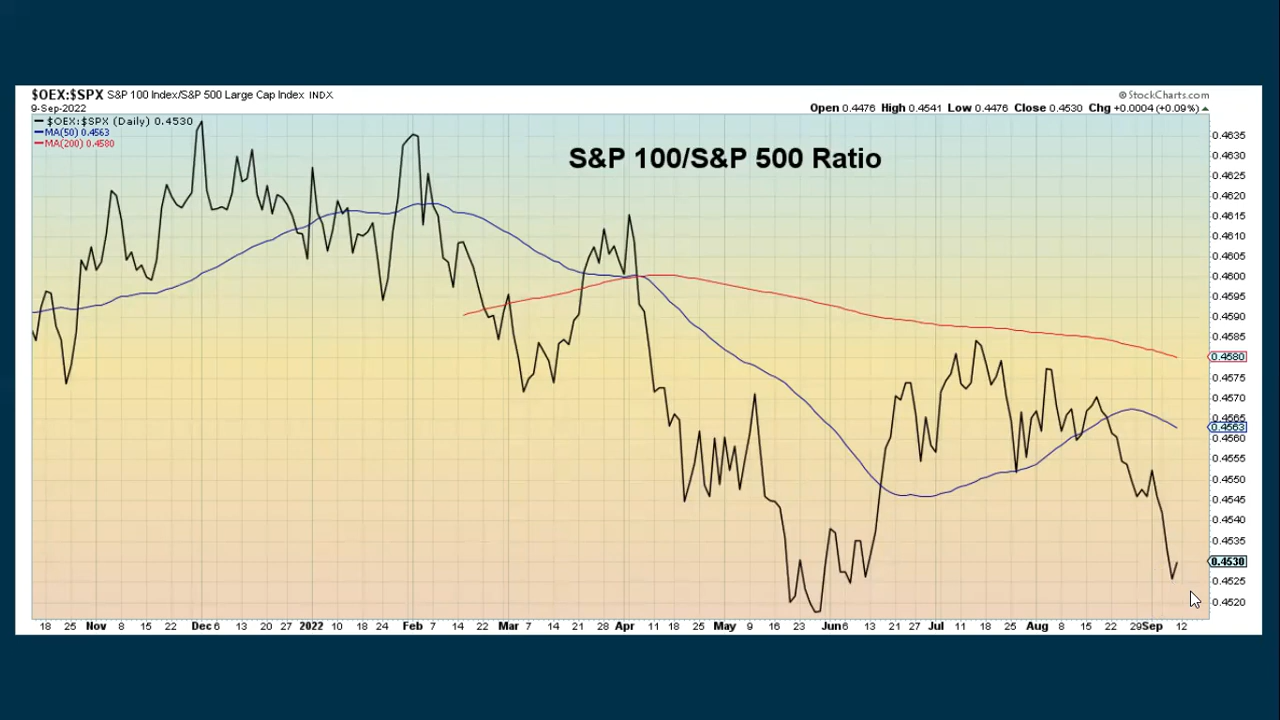 $OEX:$SPX S&P 100 Index/S&P 500 Large Cap Index INDX
© StockCharts.com
9-Sep-2022
Open 0.4476 High 0.4541 Low 0.4476 Close 0.4530 Chg +0.0004 (+0.09%)
$OEX:$SPX (Daily) 0.4530
MA(50) 0.4563
MA(200) 0.4580
S&P 100/S&P 500 Ratio
0.4635
0.4630
0.4625
0.4620
0.4615
0.4610
0.4605
0.4600
0.4595
0.4590
0.4585
0.4580
0.4575
0.4570
0.4565
0.4563
0.4560
0.4555
0.4550
0.4545
0.4540
0.4535
0.4530
0.4525
0.4520
18 25 Nov 8 15 22 Dec 6 13 20 27 2022 10 18 24 Feb 7 14 22 Mar 7 14 21 28 Apr 11 18 25 May 9 16 23 Jun 6 13 21 27 Jul 11 18 25 Aug 8 15 22 29 Sep 12